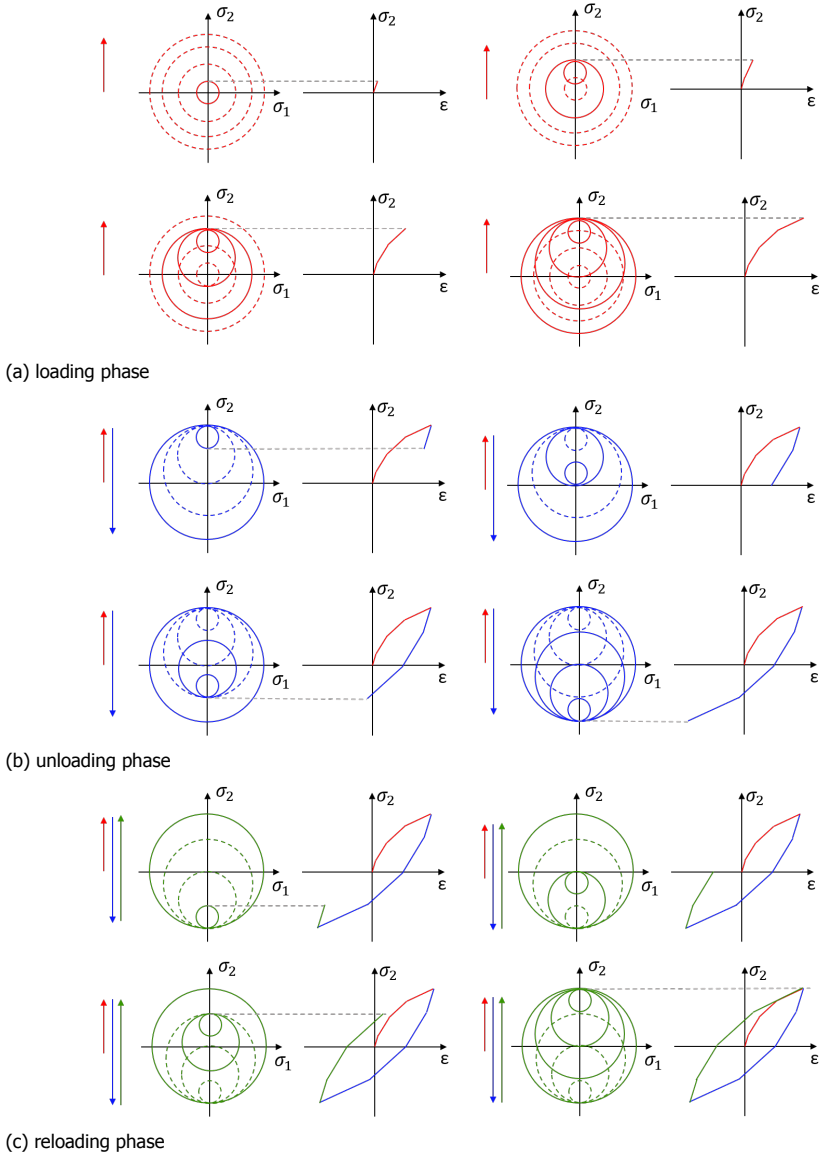 σ₂ σ₂ σ₂ σ₂
σ₁ ε σ₁ ε
σ₂ σ₂ σ₂ σ₂
σ₁ ε σ₁ ε
(a) loading phase
σ₂ σ₂ σ₂ σ₂
σ₁ ε σ₁ ε
σ₂ σ₂ σ₂ σ₂
σ₁ ε σ₁ ε
(b) unloading phase
σ₂ σ₂ σ₂ σ₂
σ₁ ε σ₁ ε
σ₂ σ₂ σ₂ σ₂
σ₁ ε σ₁ ε
(c) reloading phase